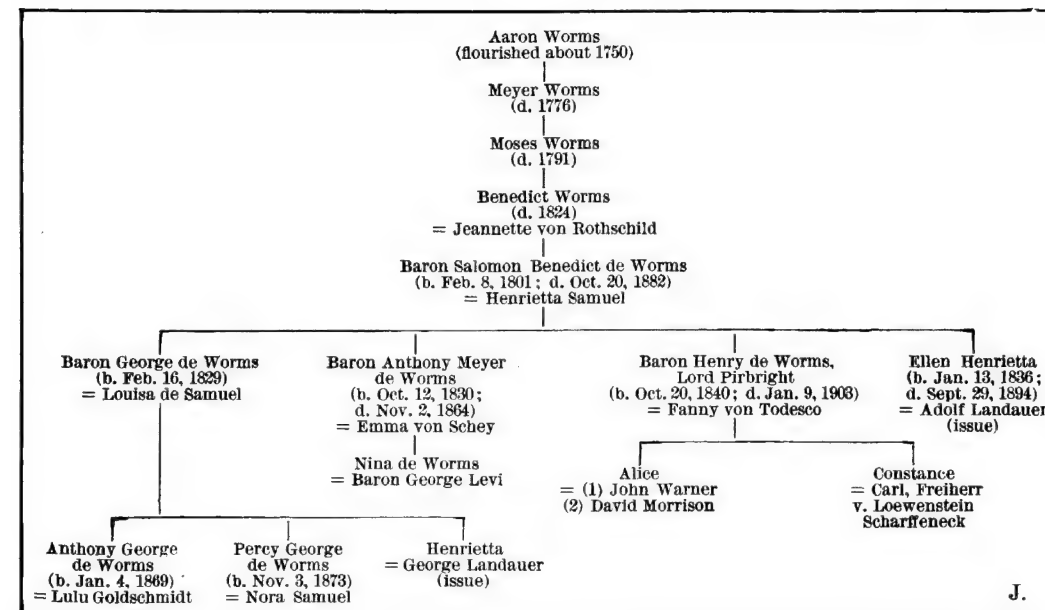 Aaron Worms
(flourished about 1750)
Meyer Worms
(d. 1776)
Moses Worms
(d. 1791)
Benedict Worms
(d. 1824)
= Jeannette von Rothschild
Baron Salomon Benedict de Worms
(b. Feb. 8, 1801; d. Oct. 20, 1882)
= Henrietta Samuel
Baron George de Worms
(b. Feb. 16, 1829)
= Louisa de Samuel
Baron Anthony Meyer
de Worms
(b. Oct. 12, 1830;
d. Nov. 2, 1864)
= Emma von Schey
Baron Henry de Worms,
Lord Pirbright
(b. Oct. 20, 1840; d. Jan. 9, 1903)
= Fanny von Todesco
Ellen Henrietta
(b. Jan. 13, 1836;
d. Sept. 29, 1894)
= Adolf Landauer
(issue)
Nina de Worms
= Baron George Levi
Alice
= (1) John Warner
(2) David Morrison
Constance
= Carl, Freiherr
v. Loewenstein
Scharffeneck
Anthony George
de Worms
(b. Jan. 4, 1869)
= Lulu Goldschmidt
Percy George
de Worms
(b. Nov. 3, 1873)
= Nora Samuel
Henrietta
= George Landauer
(issue)
J.